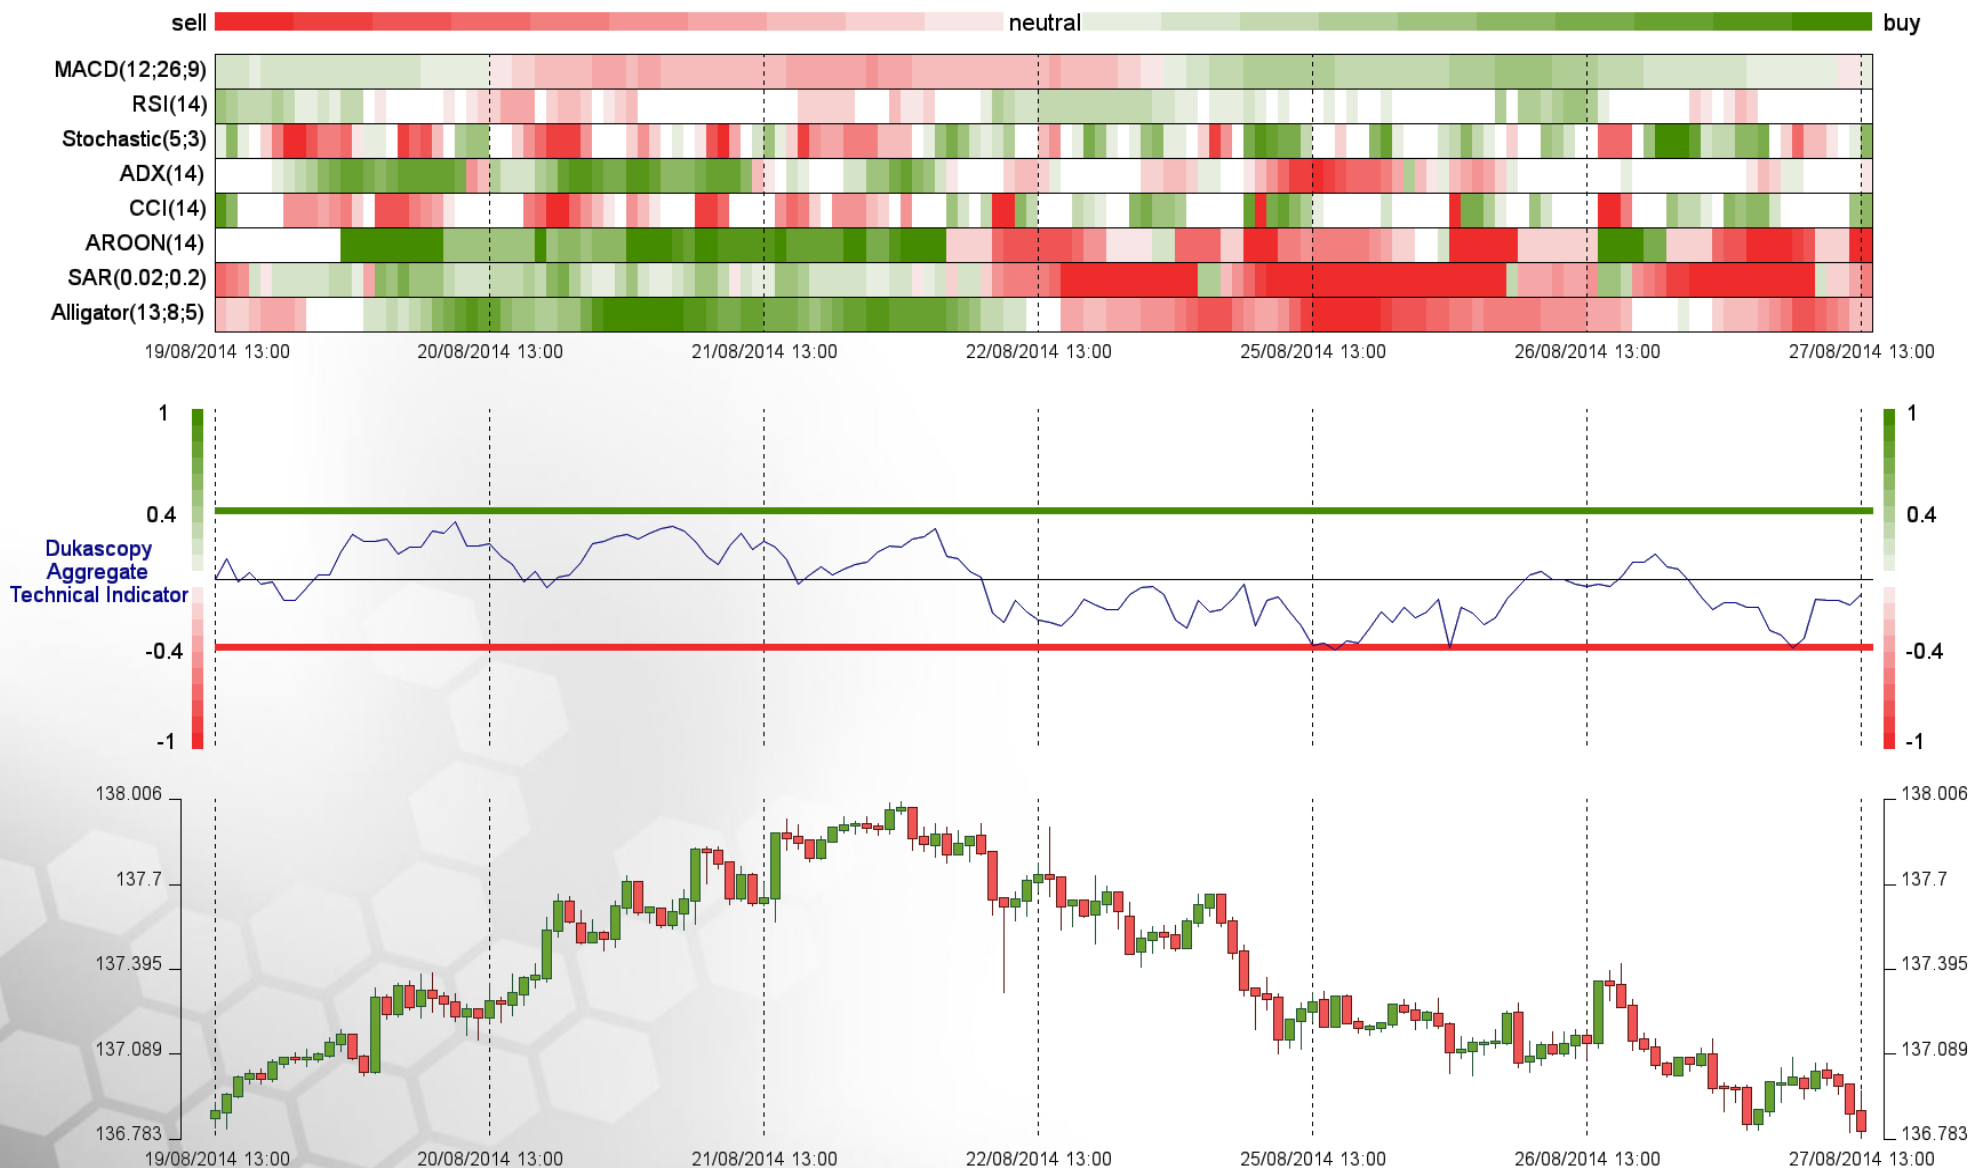 sell neutral buy
MACD(12;26;9)
RSI(14)
Stochastic(5;3)
ADX(14)
CCI(14)
AROON(14)
SAR(0.02;0.2)
Alligator(13;8;5)
19/08/2014 13:00 20/08/2014 13:00 21/08/2014 13:00 22/08/2014 13:00 25/08/2014 13:00 26/08/2014 13:00 27/08/2014 13:00
1 1
0.4 0.4
Dukascopy
Aggregate
Technical Indicator
-0.4 -0.4
-1 -1
138.006 138.006
137.7 137.7
137.395 137.395
137.089 137.089
136.783 136.783
19/08/2014 13:00 20/08/2014 13:00 21/08/2014 13:00 22/08/2014 13:00 25/08/2014 13:00 26/08/2014 13:00 27/08/2014 13:00